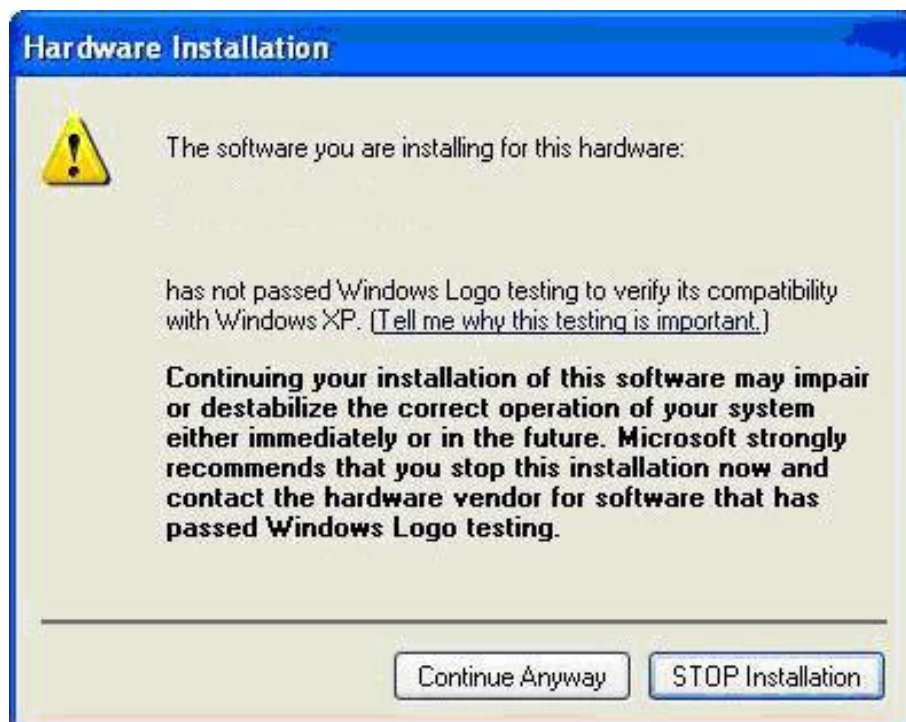 Hardware Installation
The software you are installing for this hardware:
has not passed Windows Logo testing to verify its compatibility
with Windows XP. (Tell me why this testing is important.)
Continuing your installation of this software may impair
or destabilize the correct operation of your system
either immediately or in the future. Microsoft strongly
recommends that you stop this installation now and
contact the hardware vendor for software that has
passed Windows Logo testing.
Continue Anyway
STOP Installation